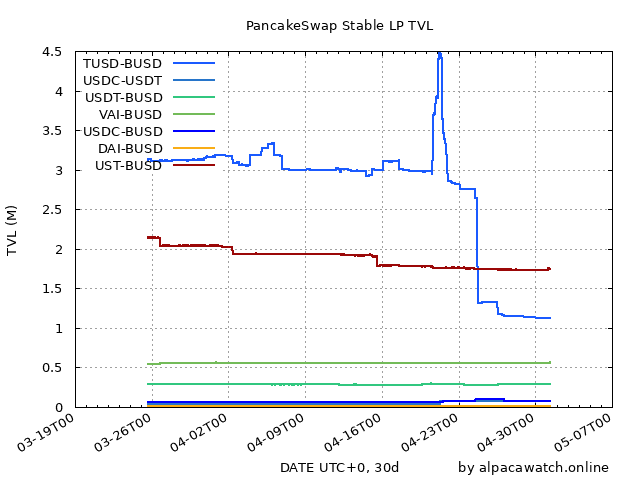 PancakeSwap Stable LP TVL
TVL (M)
4.5
4
3.5
3
2.5
2
1.5
1
0.5
0
TUSD-BUSD
USDC-USDT
USDT-BUSD
VAI-BUSD
USDC-BUSD
DAI-BUSD
UST-BUSD
03-19T00
03-26T00
04-02T00
04-09T00
04-16T00
04-23T00
04-30T00
05-07T00
DATE UTC+0, 30d
by alpacawatch.online